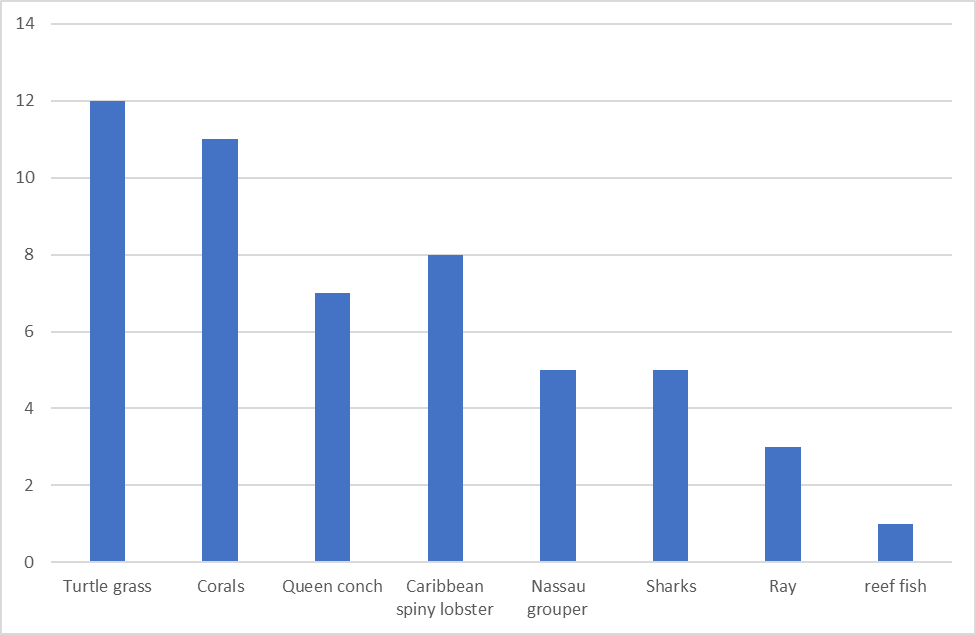 14
12
10
8
6
4
2
0
Turtle grass
Corals
Queen conch
Caribbean
spiny lobster
Nassau
grouper
Sharks
Ray
reef fish